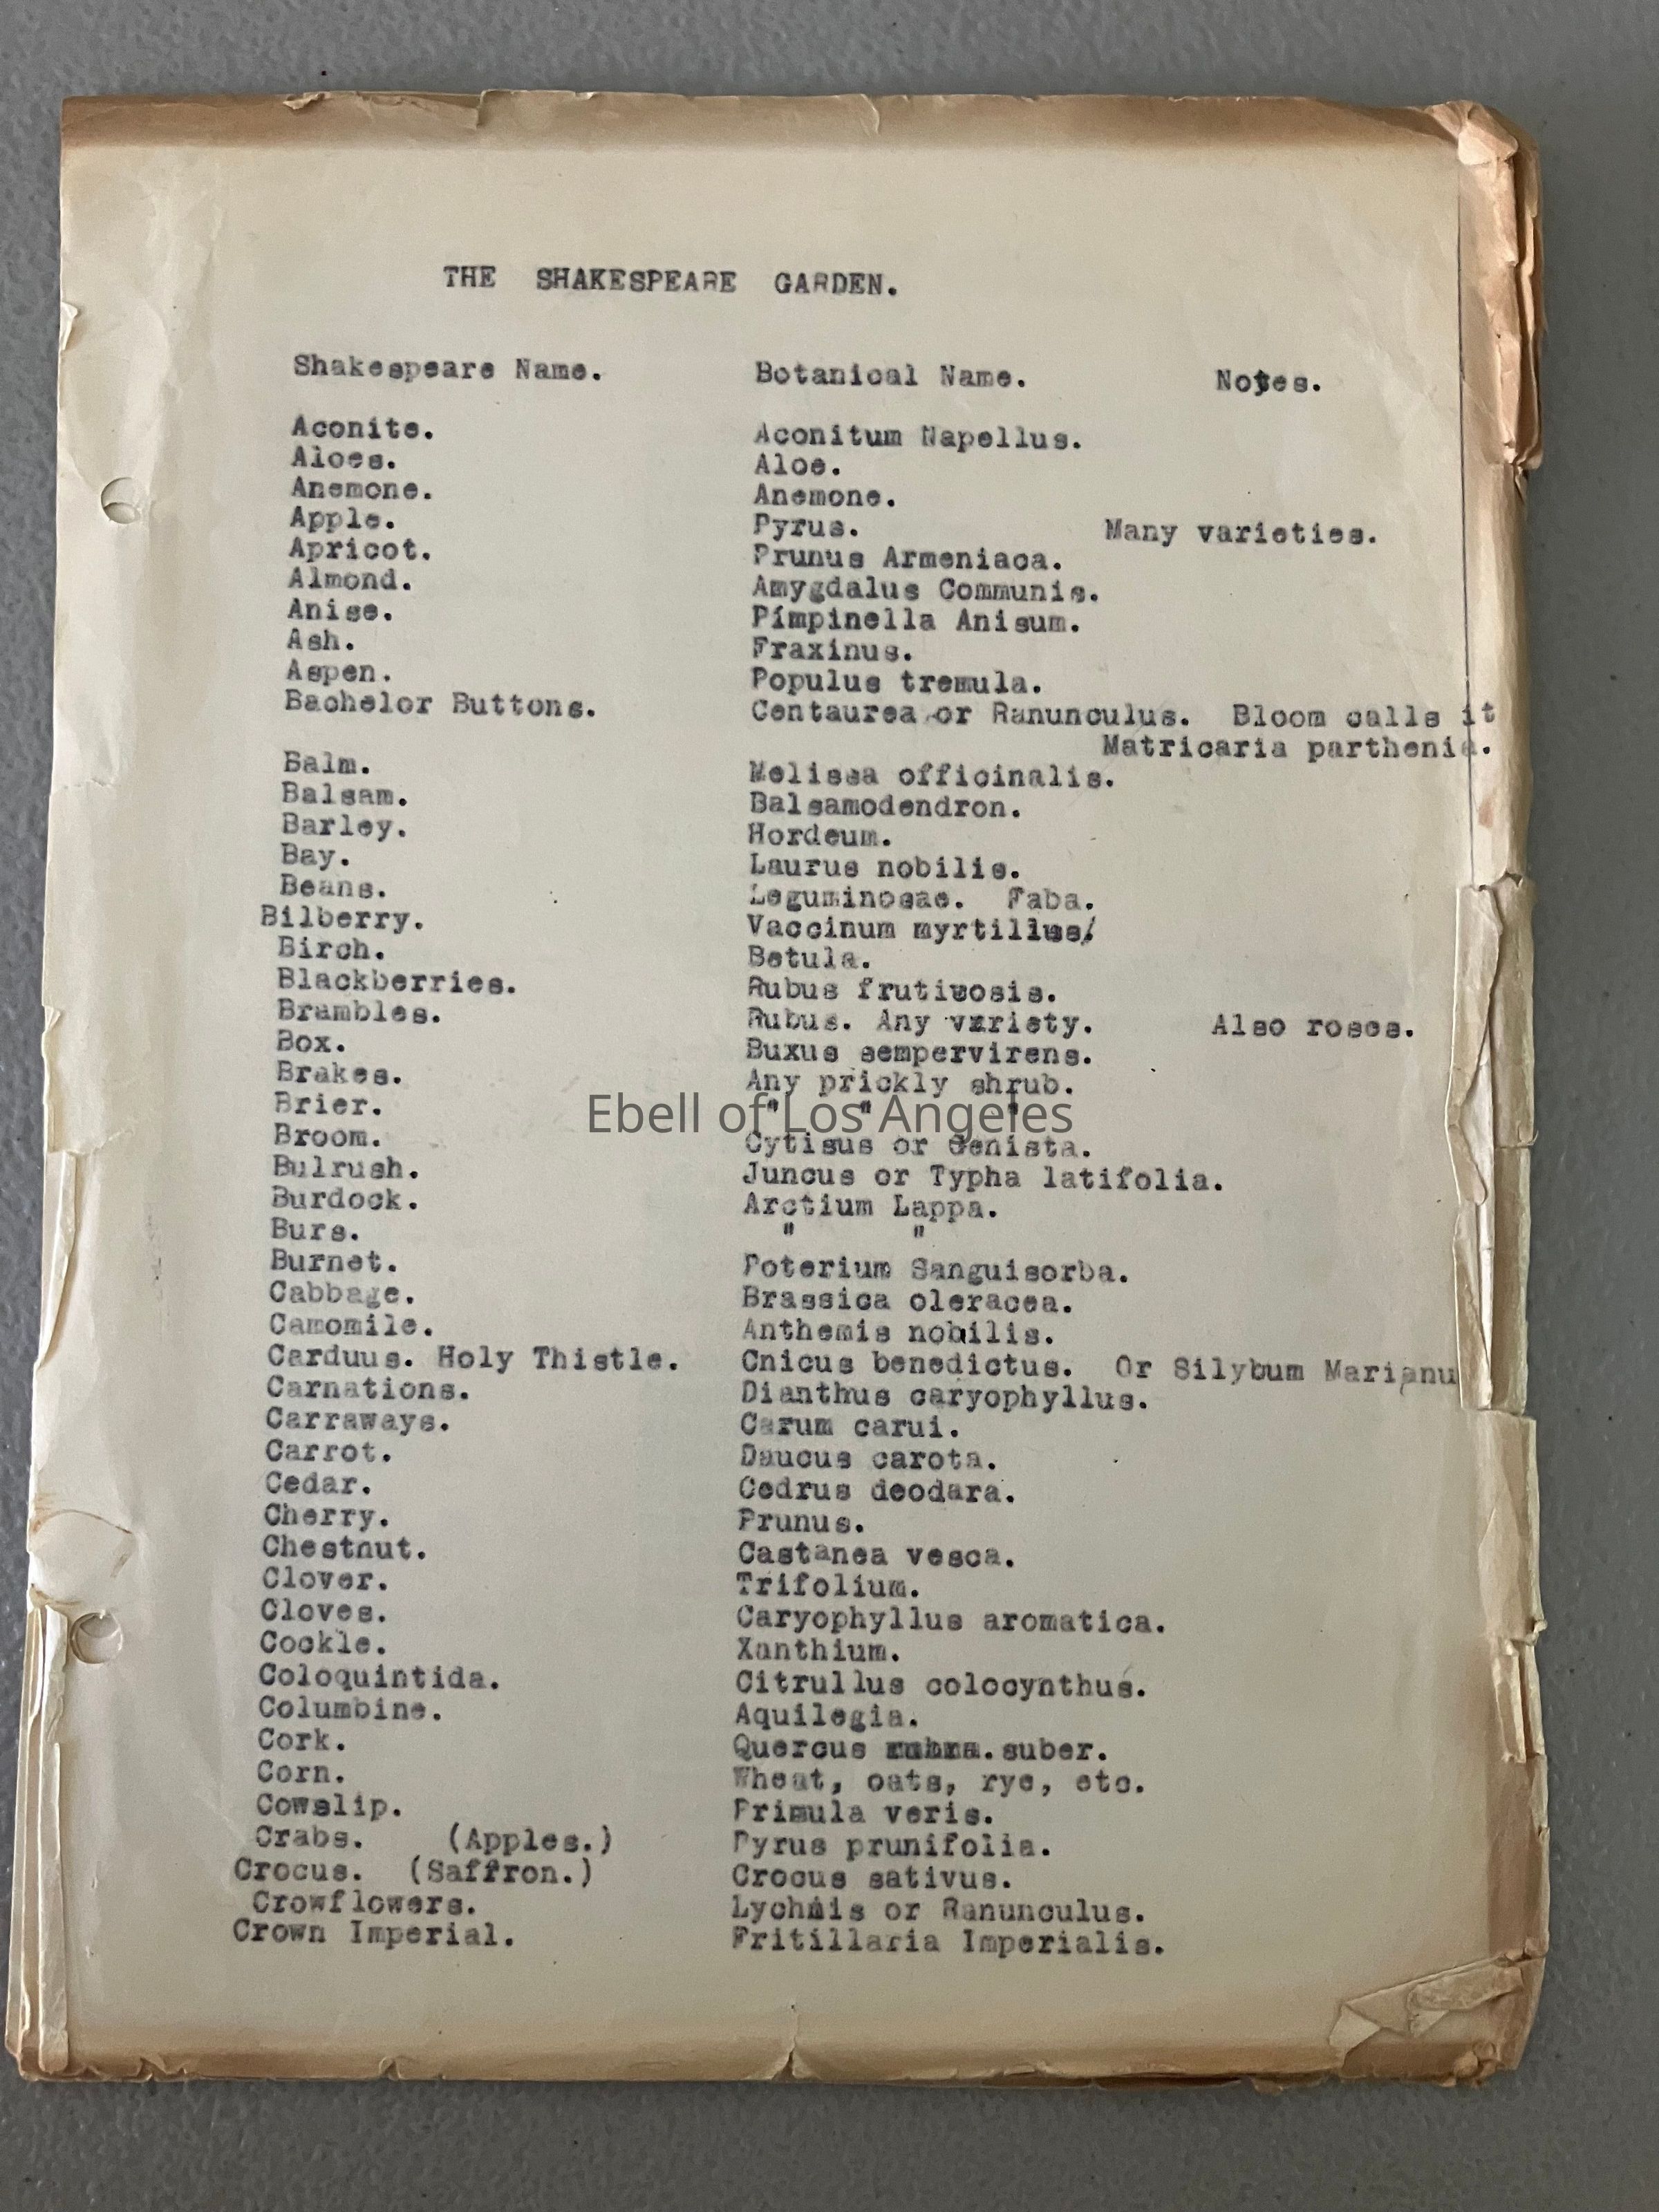 THE SHAKESPEARE GARDEN.
Shakespeare Name. Botanical Name. Notes.
Aconite. Aconitum Napellus.
Aloes. Aloe.
Anemone. Anemone.
Apple. Pyrus. Many varieties.
Apricot. Prunus Armeniaca.
Almond. Amygdalus Communis.
Anise. Pimpinella Anisum.
Ash. Fraxinus.
Aspen. Populus tremula.
Bachelor Buttons. Centaurea or Ranunculus. Bloom calls it
Matricaria parthenia.
Balm. Melissa officinalis.
Balsam. Balsamodendron.
Barley. Hordeum.
Bay. Laurus nobilis.
Beans. Leguminosae. Faba.
Bilberry. Vaccinum myrtillus/
Birch. Betula.
Blackberries. Rubus
Brambles. Rubus. Any variety. Also roses.
Box. Buxus sempervirens.
Brakes. Any prickly shrub.
Brier. " " "
Ebell of Los Angeles
Broom. Cytisus or Genista.
Bulrush. Juncus or Typha latifolia.
Burdock. Arctium Lappa.
Burs. " "
Burnet. Poterium Sanguisorba.
Cabbage. Brassica oleracea.
Camomile. Anthemis nobilis.
Carduus. Holy Thistle. Cnicus benedictus. Or Silybum Marianu
Carnations. Dianthus caryophyllus.
Carraways. Carum carui.
Carrot. Daucus carota.
Cedar. Cedrus deodara.
Cherry. Prunus.
Chestnut. Castanea vesca.
Clover. Trifolium.
Cloves. Caryophyllus aromatica.
Cockle. Xanthium.
Coloquintida. Citrullus colocynthus.
Columbine. Aquilegia.
Cork. Quercus suber.
Corn. Wheat, oats, rye, etc.
Cowslip. Primula veris.
Crabs. (Apples.) Pyrus prunifolia.
Crocus. (Saffron.) Crocus sativus.
Crowflowers. Lychnis or Ranunculus.
Crown Imperial. Fritillaria Imperialis.